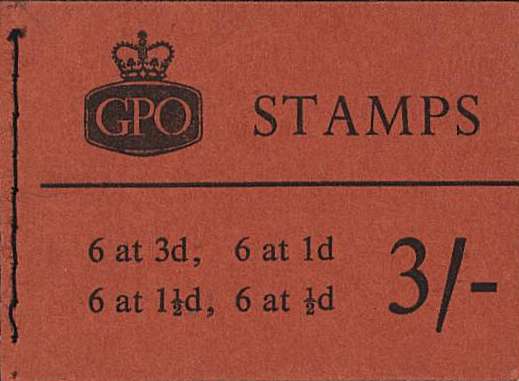 GPO STAMPS
6 at 3d, 6 at 1d
6 at 1½d, 6 at ½d
3/-